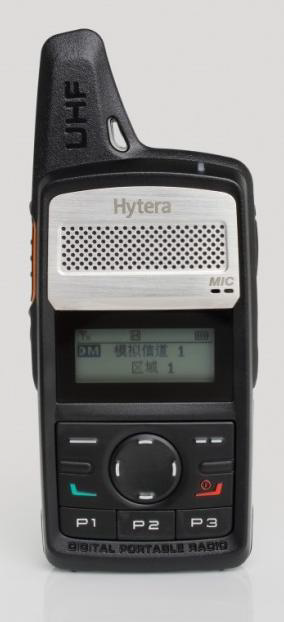 UHF
Hytera
MIC
DM 模拟信道 1
区域 1
P1 P2 P3
DIGITAL PORTABLE RADIO